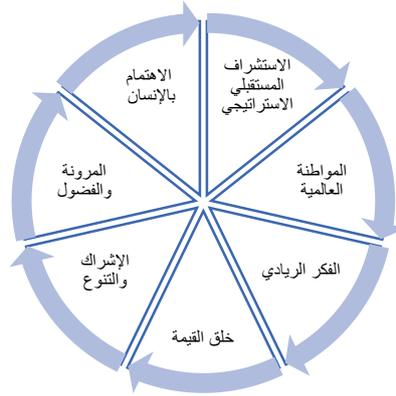 الاستشراف
المستقبلي
الاستراتيجي
المواطنة
العالمية
الفكر الريادي
خلق القيمة
الإشراك
والتنوع
المرونة
والفضول
الاهتمام
بالإنسان